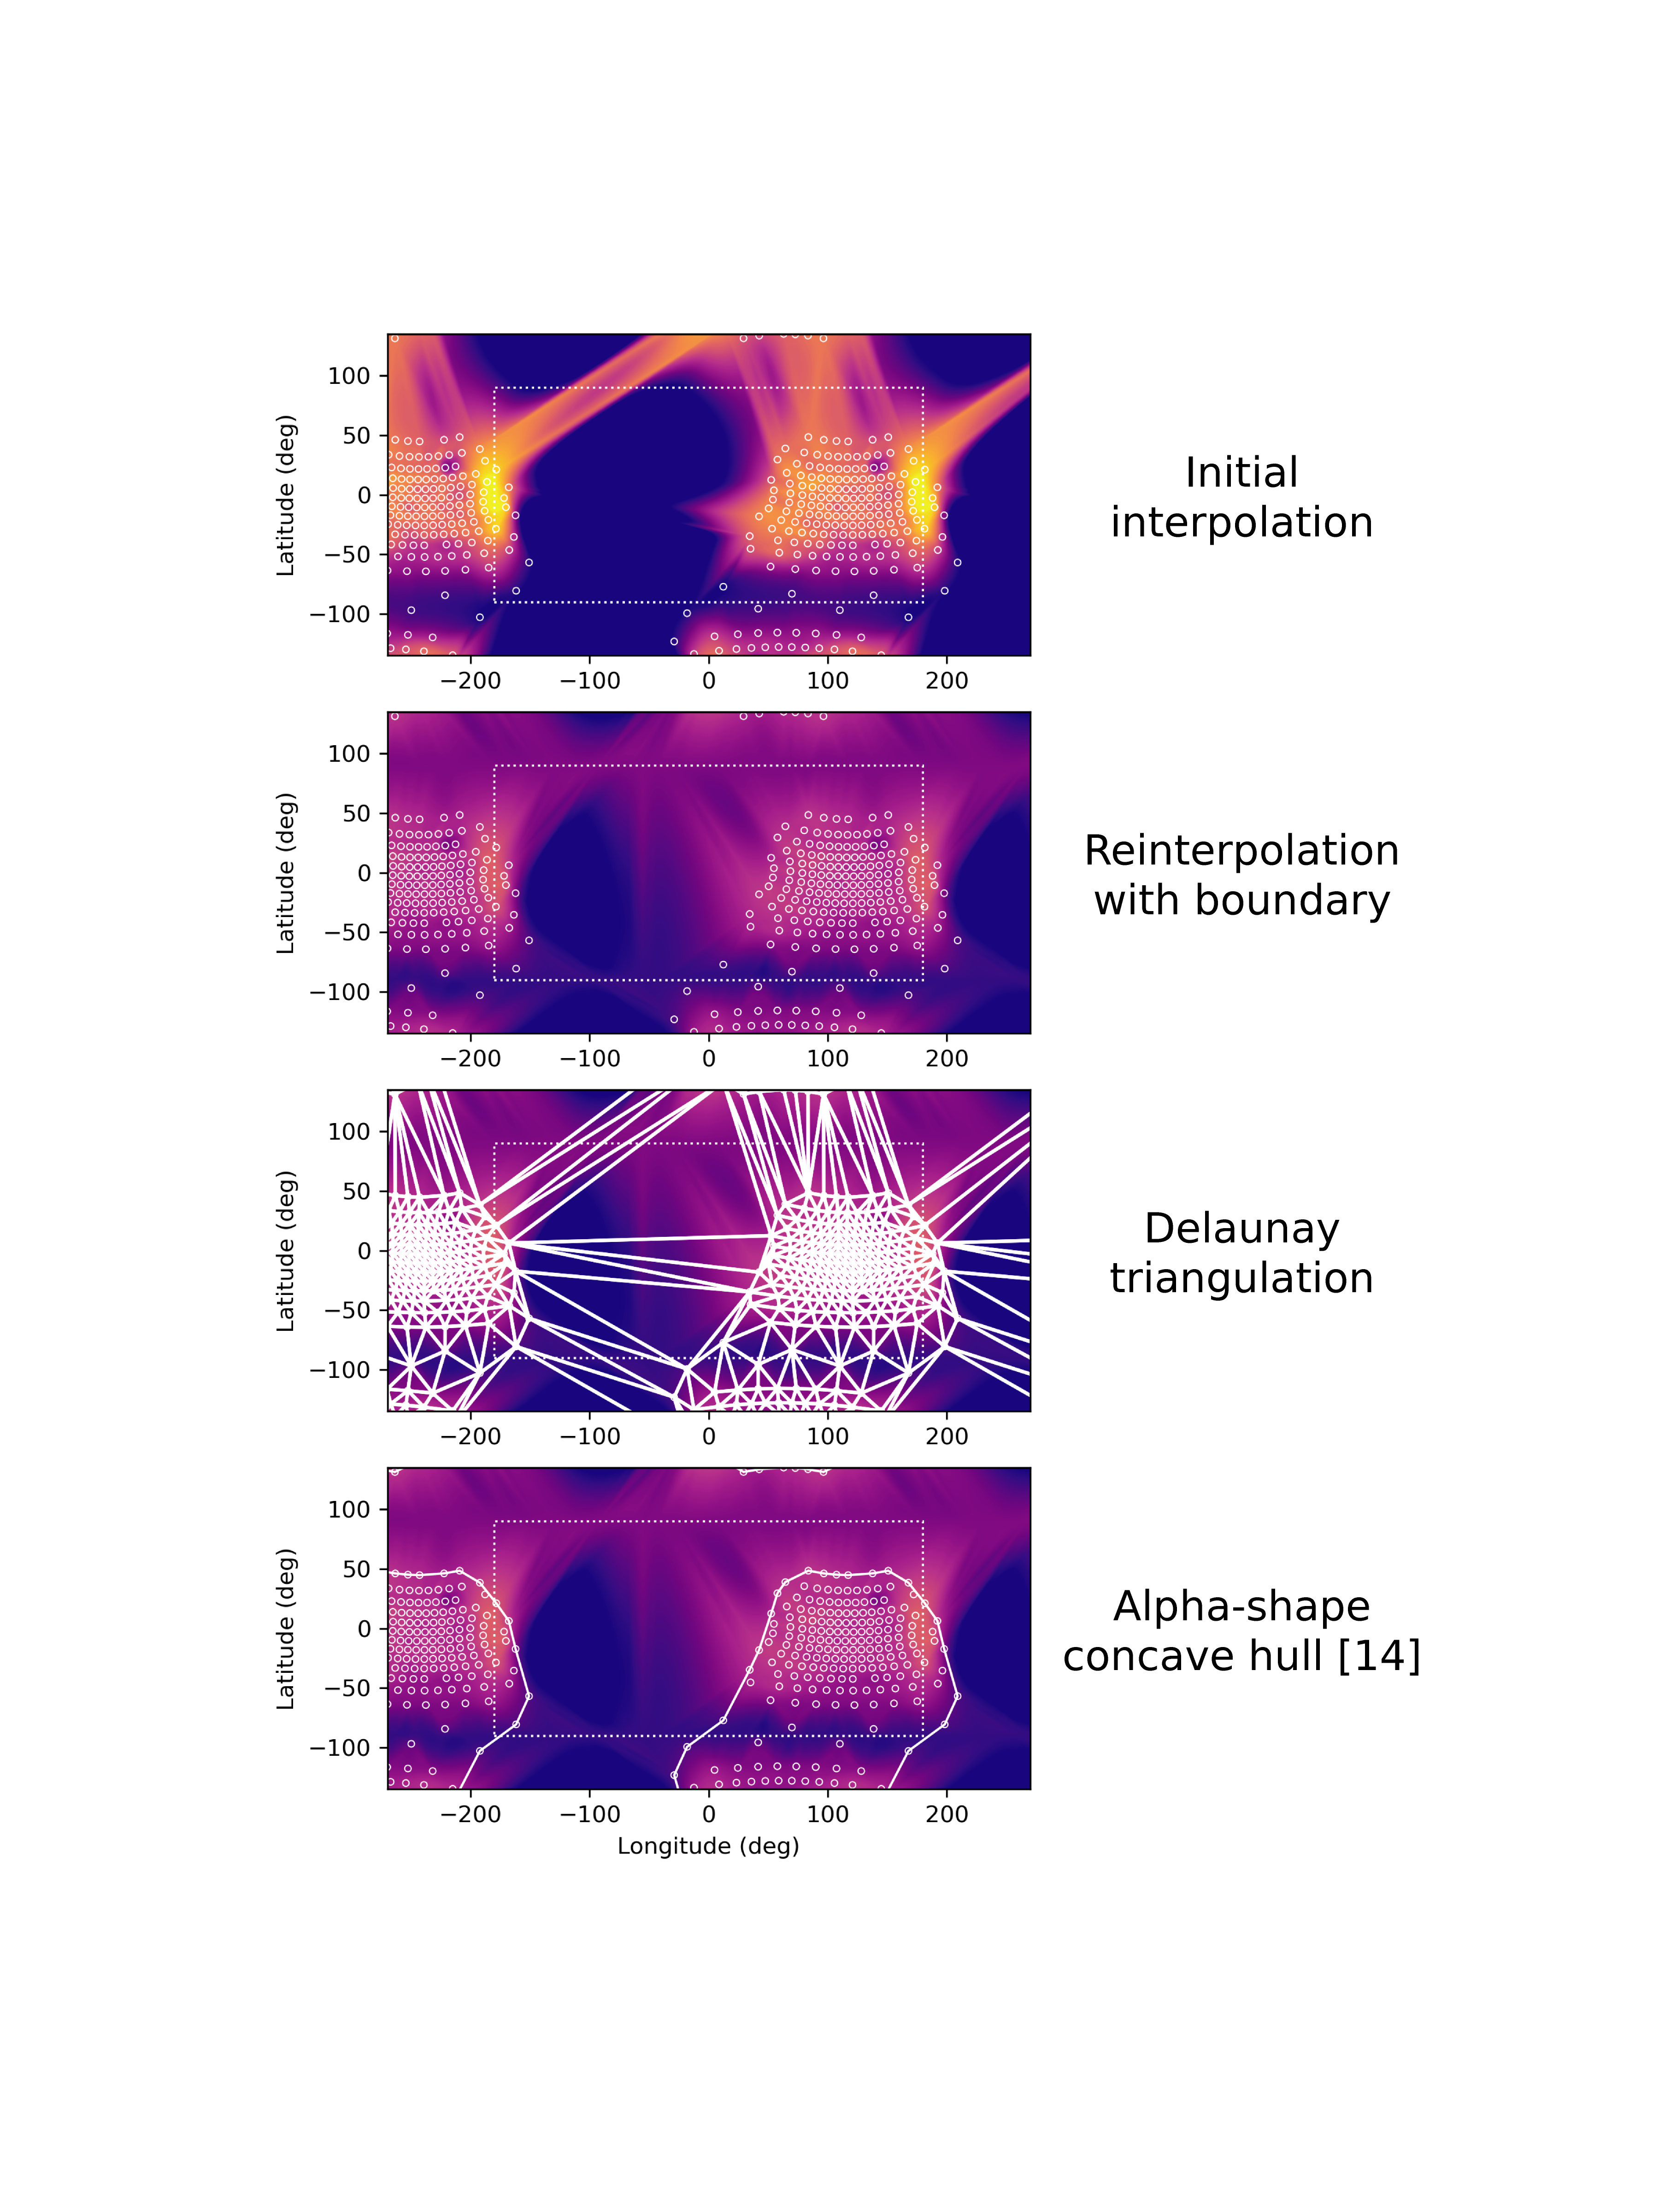 100
50
0
−50
−100
Latitude (deg)
−200 −100 0 100 200
Initial
interpolation
100
50
0
−50
−100
Latitude (deg)
−200 −100 0 100 200
Reinterpolation
with boundary
100
50
0
−50
−100
Latitude (deg)
−200 −100 0 100 200
Delaunay
triangulation
100
50
0
−50
−100
Latitude (deg)
−200 −100 0 100 200
Longitude (deg)
Alpha-shape
concave hull [14]